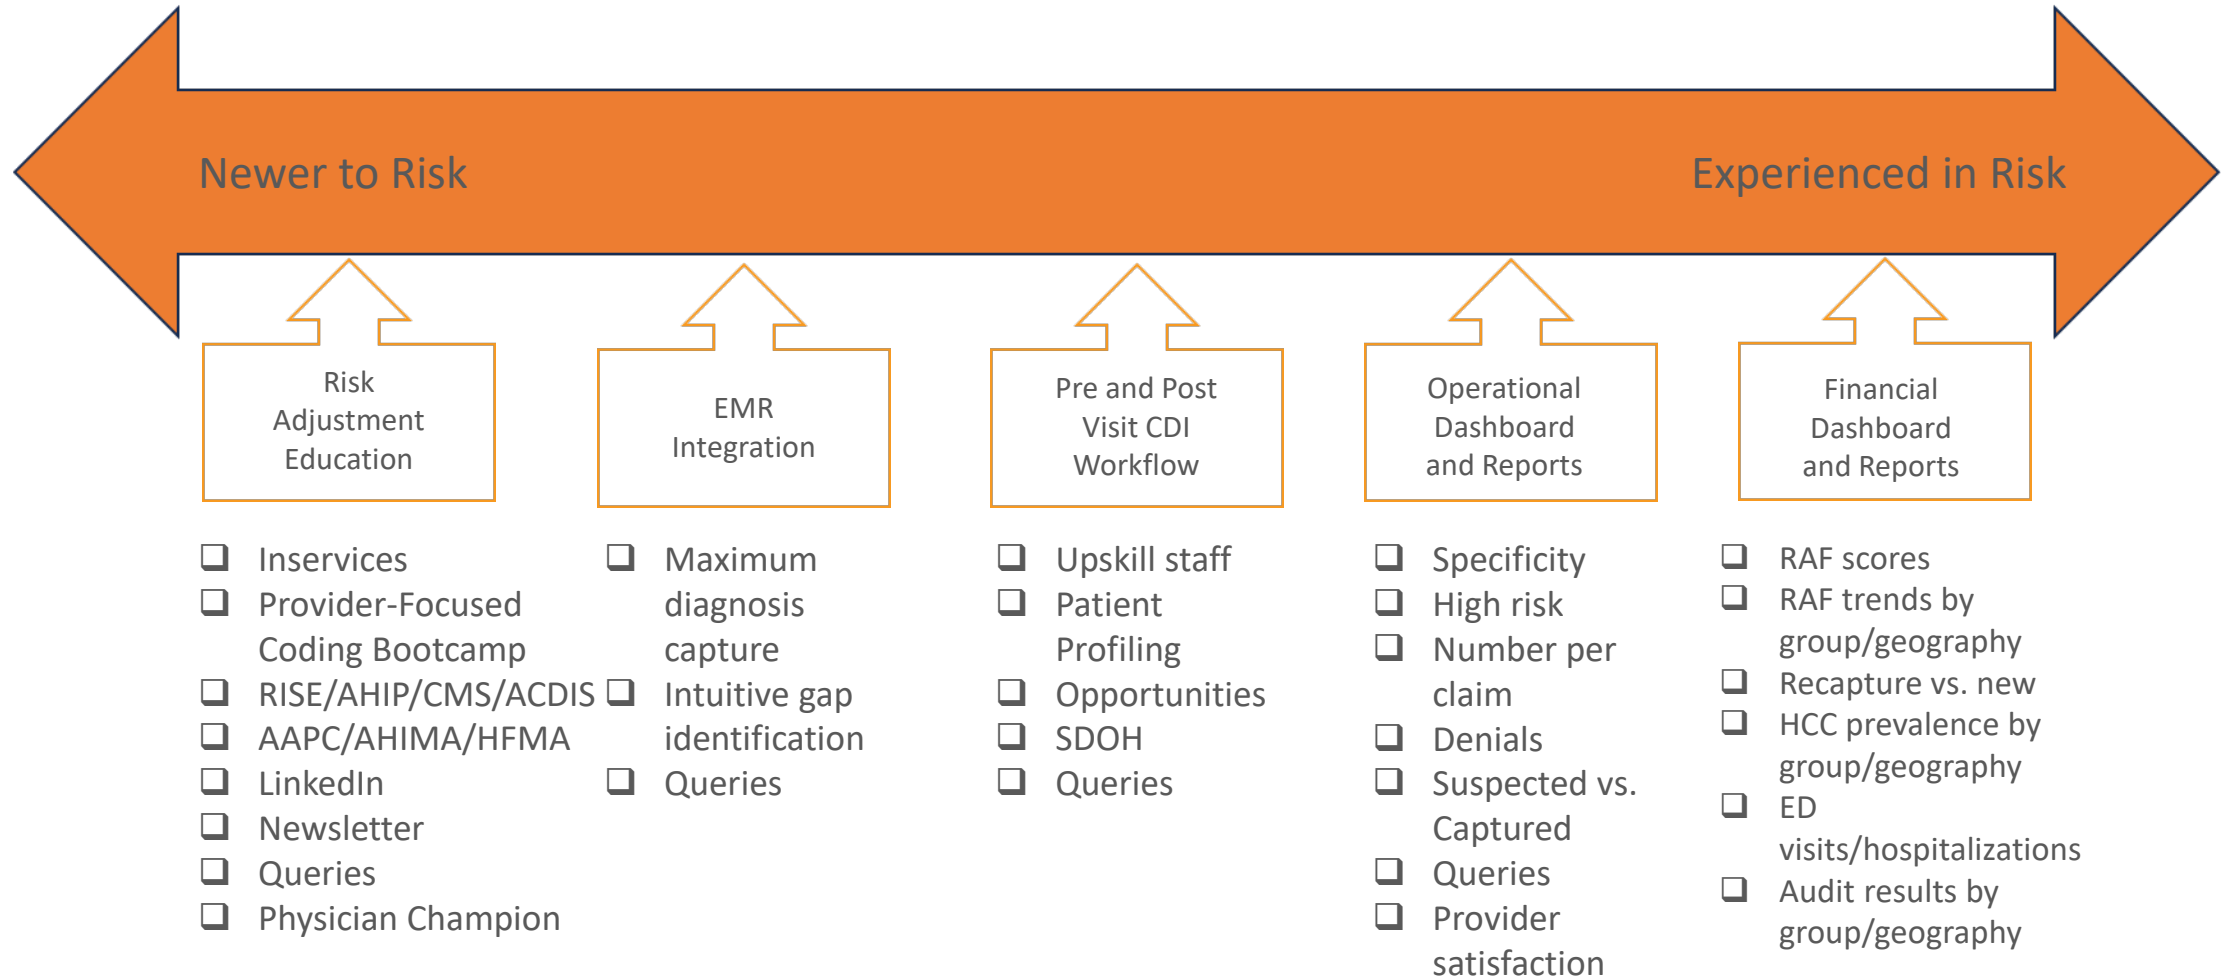 Newer to Risk
Experienced in Risk
Risk
Adjustment
Education
EMR
Integration
Pre and Post
Visit CDI
Workflow
Operational
Dashboard
and Reports
Financial
Dashboard
and Reports
Inservices
Provider-Focused
Coding Bootcamp
RISE/AHIP/CMS/ACDIS
AAPC/AHIMA/HFMA
LinkedIn
Newsletter
Queries
Physician Champion
Maximum
diagnosis
capture
Intuitive gap
identification
Queries
Upskill staff
Patient
Profiling
Opportunities
SDOH
Queries
Specificity
High risk
Number per
claim
Denials
Suspected vs.
Captured
Queries
Provider
satisfaction
RAF scores
RAF trends by
group/geography
Recapture vs. new
HCC prevalence by
group/geography
ED
visits/hospitalizations
Audit results by
group/geography